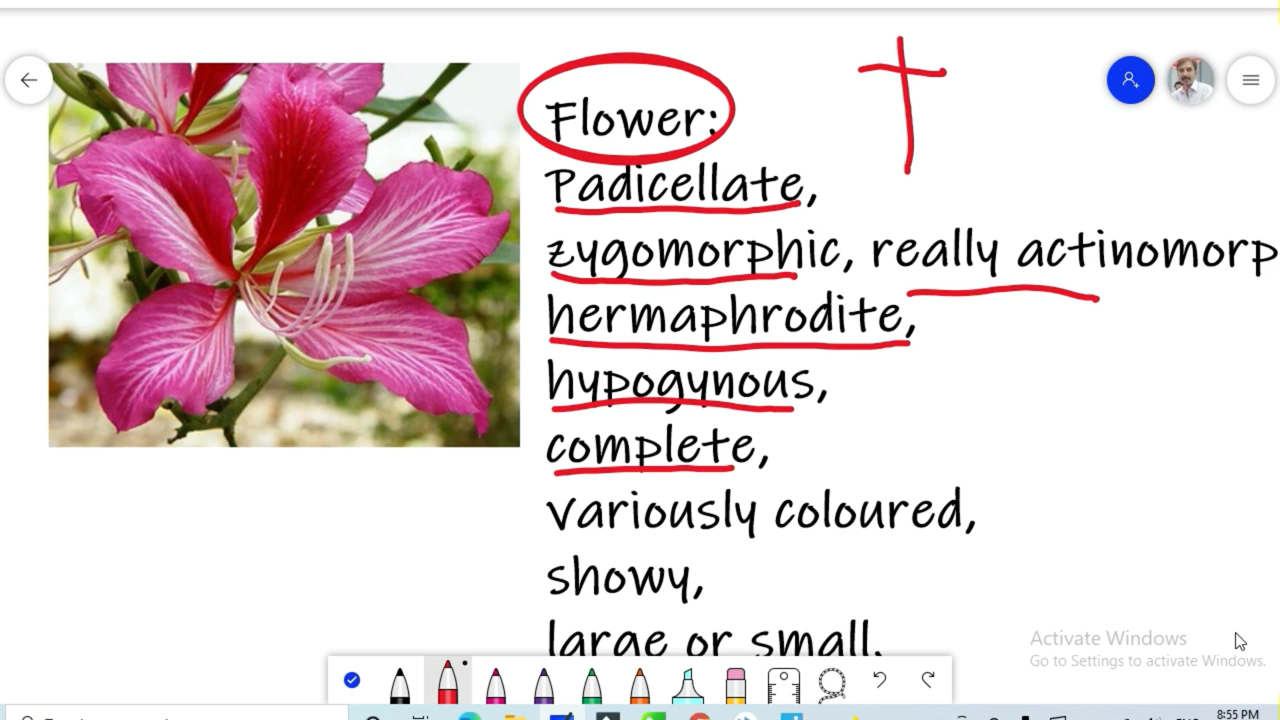 Flower:
Padicellate,
zygomorphic, really actinomorp
hermaphrodite,
hypogynous,
complete,
variously coloured,
showy,
large or small,
Activate Windows
Go to Settings to activate Windows.
8:55 PM